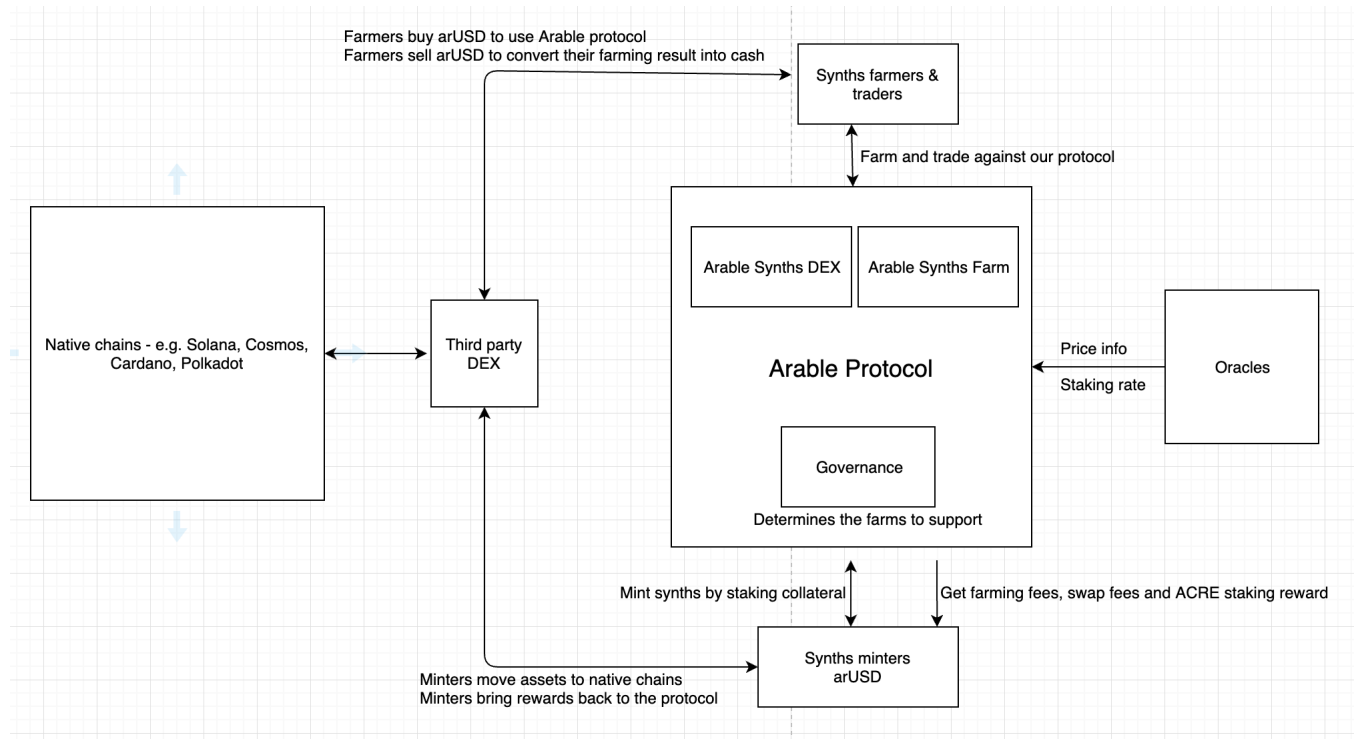 Farmers buy arUSD to use Arable protocol
Farmers sell arUSD to convert their farming result into cash
Synths farmers &
traders
Farm and trade against our protocol
Arable Synths DEX
Arable Synths Farm
Native chains - e.g. Solana, Cosmos,
Cardano, Polkadot
Third party
DEX
Arable Protocol
Price info
Staking rate
Oracles
Governance
Determines the farms to support
Mint synths by staking collateral
Get farming fees, swap fees and ACRE staking reward
Synths minters
arUSD
Minters move assets to native chains
Minters bring rewards back to the protocol